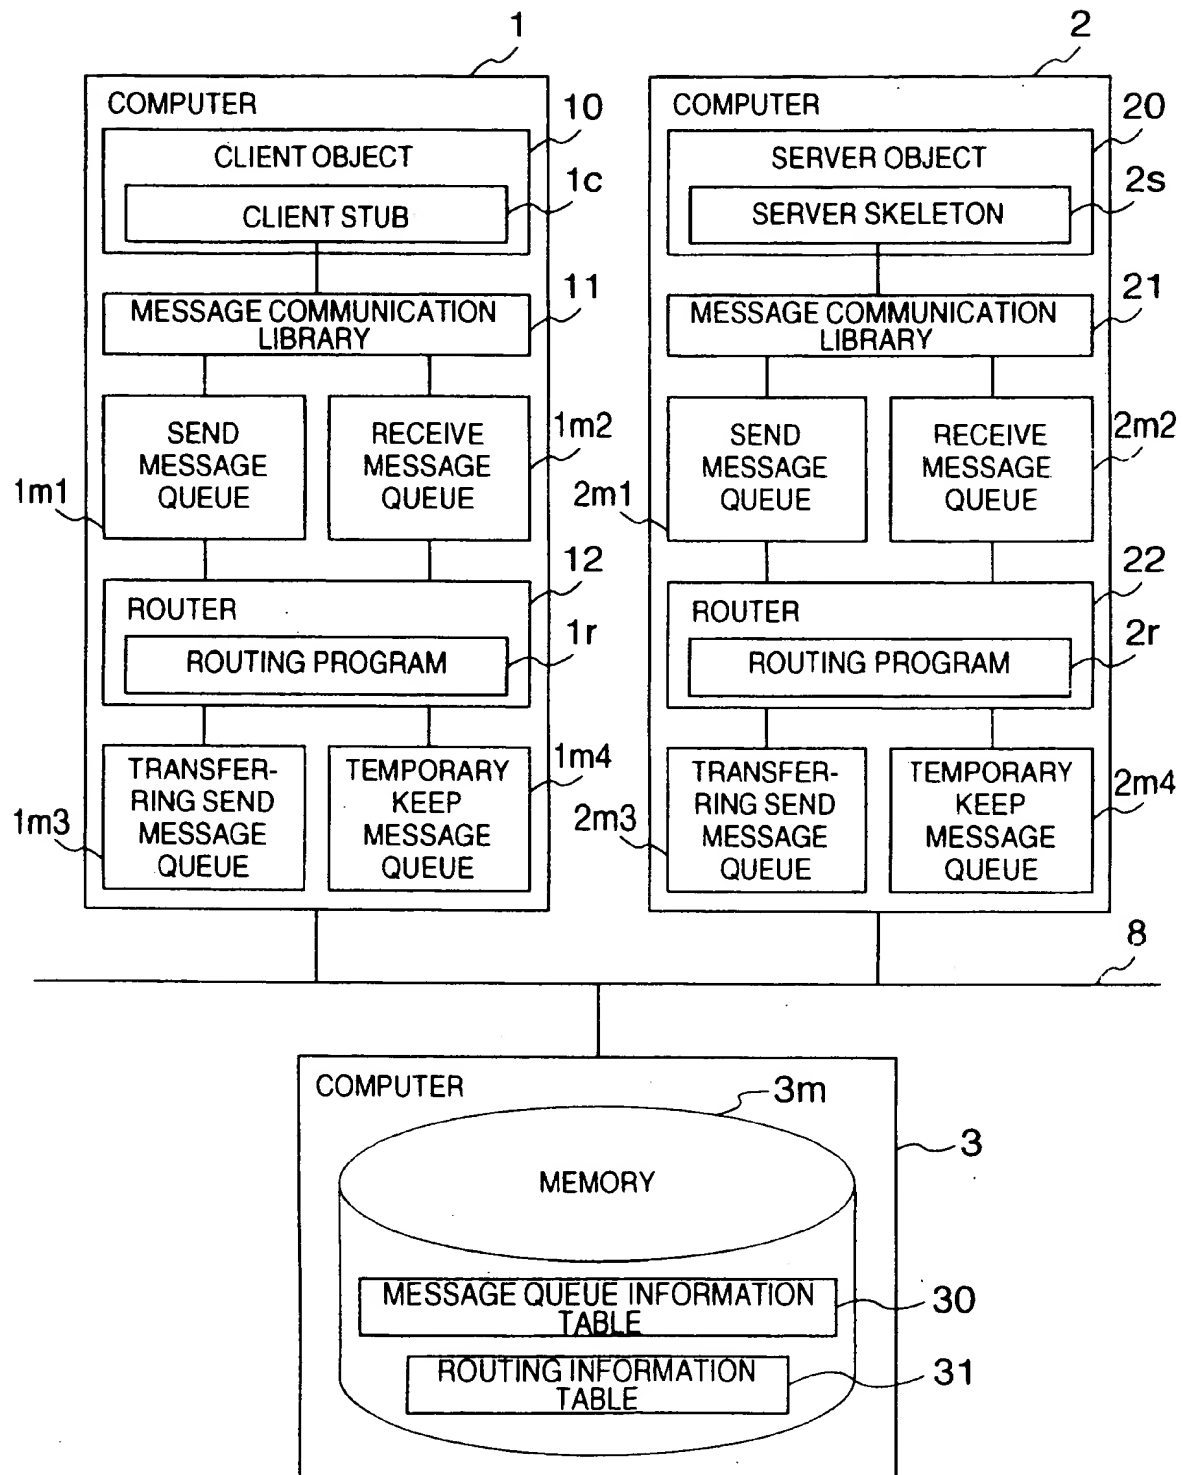 1
2
COMPUTER
10
CLIENT OBJECT
1c
CLIENT STUB
11
MESSAGE COMMUNICATION
LIBRARY
SEND
MESSAGE
QUEUE
1m1
RECEIVE
MESSAGE
QUEUE
1m2
12
ROUTER
1r
ROUTING PROGRAM
TRANSFER-
RING SEND
MESSAGE
QUEUE
1m3
TEMPORARY
KEEP
MESSAGE
QUEUE
1m4
COMPUTER
20
SERVER OBJECT
2s
SERVER SKELETON
21
MESSAGE COMMUNICATION
LIBRARY
SEND
MESSAGE
QUEUE
2m1
RECEIVE
MESSAGE
QUEUE
2m2
22
ROUTER
2r
ROUTING PROGRAM
TRANSFER-
RING SEND
MESSAGE
QUEUE
2m3
TEMPORARY
KEEP
MESSAGE
QUEUE
2m4
8
COMPUTER
3m
3
MEMORY
MESSAGE QUEUE INFORMATION
TABLE
30
ROUTING INFORMATION
TABLE
31